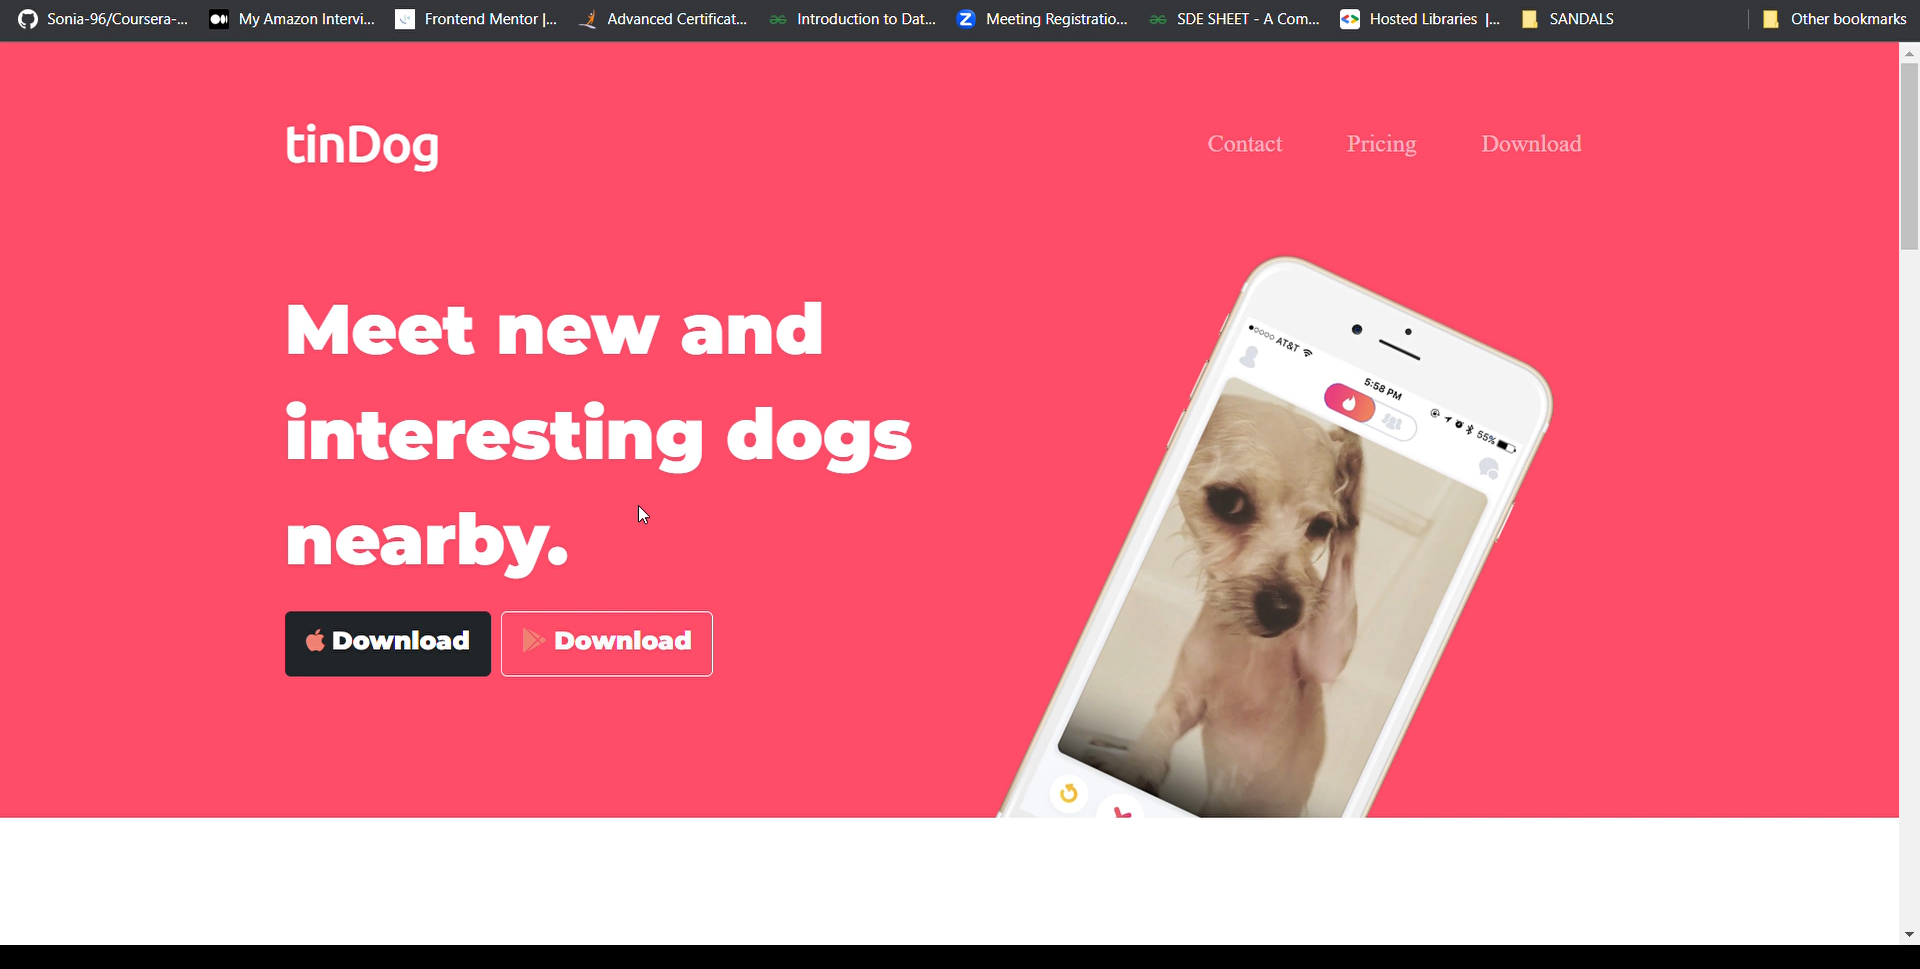 Sonia-96/Coursera-...
My Amazon Intervi...
Frontend Mentor |...
Advanced Certificat...
Introduction to Dat...
Meeting Registratio...
SDE SHEET - A Com...
Hosted Libraries |...
SANDALS
Other bookmarks
tinDog
Contact
Pricing
Download
Meet new and
interesting dogs
nearby.
Download
Download
AT&T
5:58 PM
55%